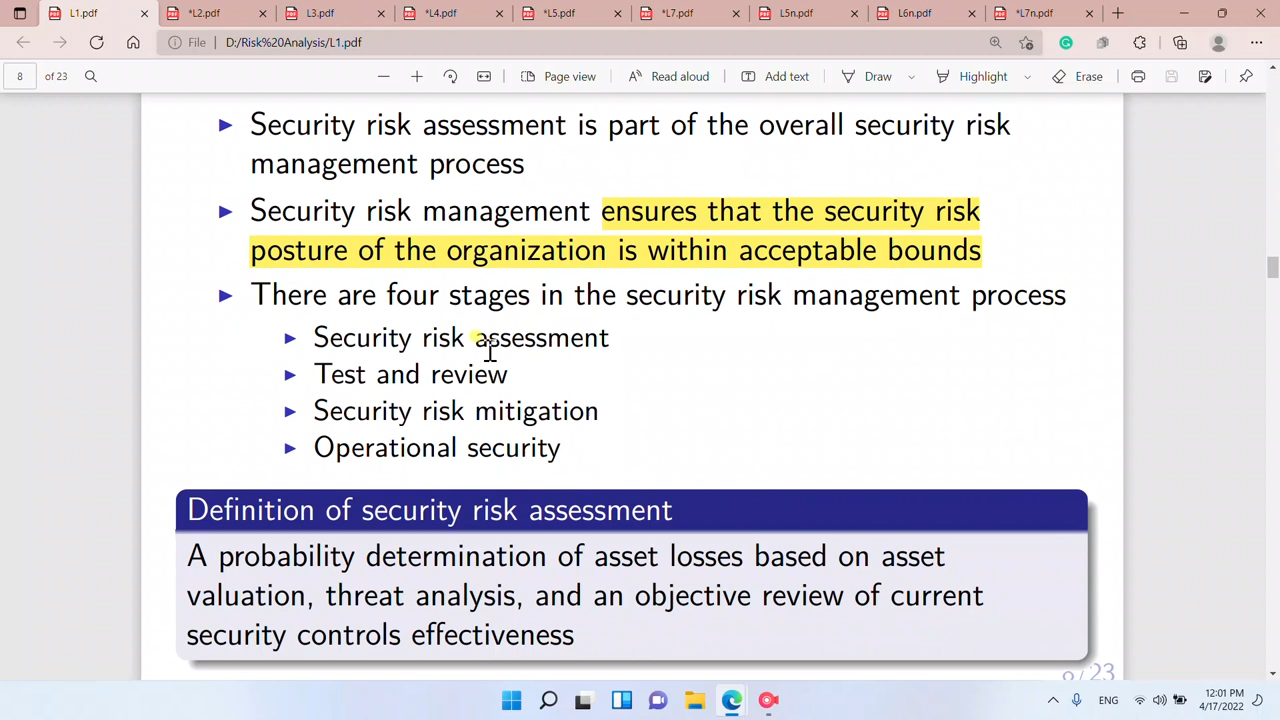 L1.pdf *L2.pdf L3.pdf *L4.pdf *L5.pdf *L7.pdf L5n.pdf L6n.pdf *L7n.pdf
File D:/Risk%20Analysis/L1.pdf
8 of 23 Page view Read aloud Add text Draw Highlight Erase
Security risk assessment is part of the overall security risk
management process
Security risk management ensures that the security risk
posture of the organization is within acceptable bounds
There are four stages in the security risk management process
Security risk assessment
Test and review
Security risk mitigation
Operational security
Definition of security risk assessment
A probability determination of asset losses based on asset
valuation, threat analysis, and an objective review of current
security controls effectiveness
8/23
ENG 12:01 PM
4/17/2022